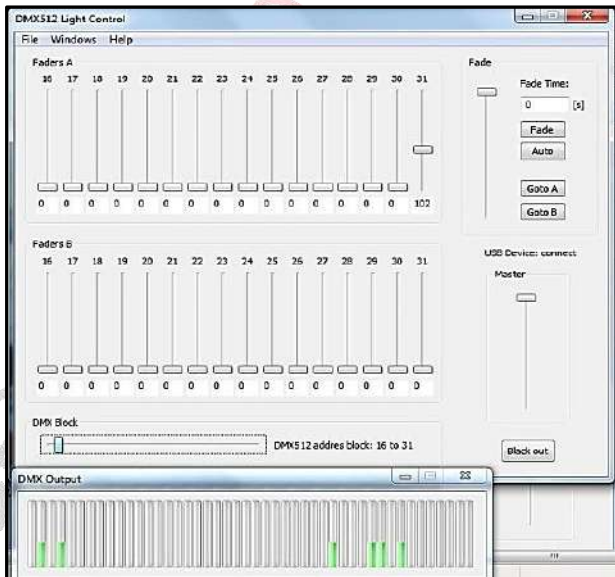 DMX512 Light Control
File Windows Help
Faders A
16 17 18 19 20 21 22 23 24 25 26 27 28 29 30 31
0 0 0 0 0 0 0 0 0 0 0 0 0 0 0 102
Faders B
16 17 18 19 20 21 22 23 24 25 26 27 28 29 30 31
0 0 0 0 0 0 0 0 0 0 0 0 0 0 0 0
DMX Block
DMX512 addres block: 16 to 31
Fade
Fade Time:
0 [s]
Fade
Auto
Goto A
Goto B
USB Device: connect
Master
Black out
DMX Output